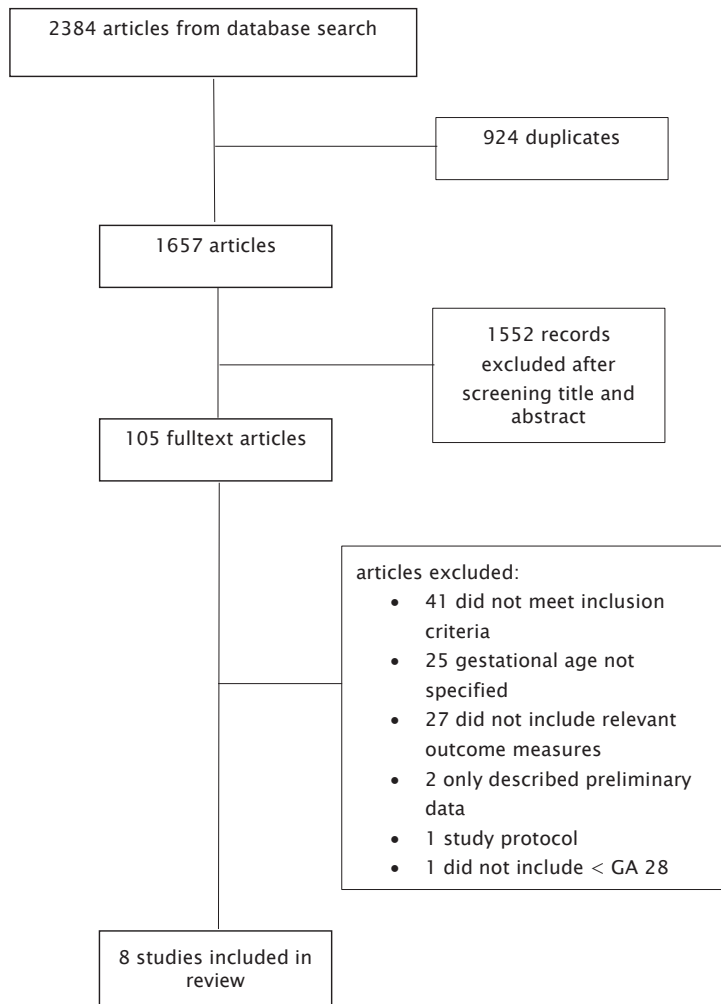 2384 articles from database search
924 duplicates
1657 articles
1552 records
excluded after
screening title and
abstract
105 fulltext articles
articles excluded:
• 41 did not meet inclusion
criteria
• 25 gestational age not
specified
• 27 did not include relevant
outcome measures
• 2 only described preliminary
data
• 1 study protocol
• 1 did not include < GA 28
8 studies included in
review